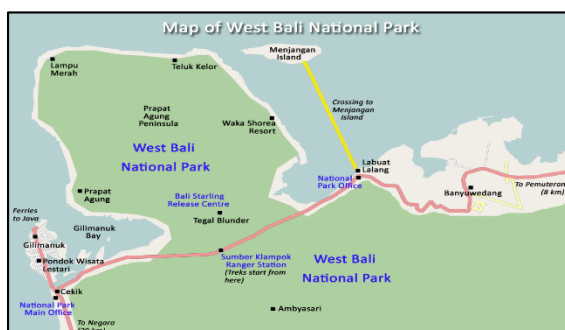 Map of West Bali National Park
Menjangan
Island
Lampu
Merah
Teluk Kelor
Crossing to
Menjangan
island
Prapat
Agung
Peninsula
Waka Shorea
Resort
West Bali
National Park
Labuat
Lalang
National
Park Office
To Pemuteran
(8 km)
Banyuwedang
Prapat
Agung
Bali Starling
Release Centre
Tegal Blunder
Ferries
to Java
Gilimanuk
Bay
Gilimanuk
Pondok Wisata
Lestari
Sumber Klampok
Ranger Station
(Treks start from
here)
West Bali
National Park
Cekik
National Park
Main Office
Ambyasari
To Negara